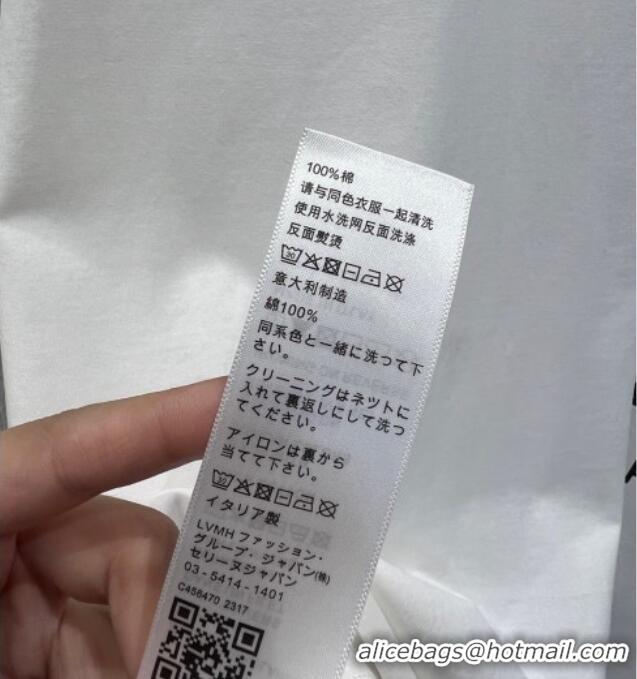 100%棉
请与同色衣服一起清洗
使用水洗网反面洗涤
反面熨烫
30
意大利制造
綿100%
同系色と一緒に洗って下
さい。
クリーニングはネツトに
入れて裏返しにして洗っ
てください。
アイロンは裏から
当てて下さい。
30
イタリア製
LVMH ファッション・
グループ・ジャパン(株)
セリーヌジャパン
03-5414-1401
C458470 2317
alicebags@hotmail.com